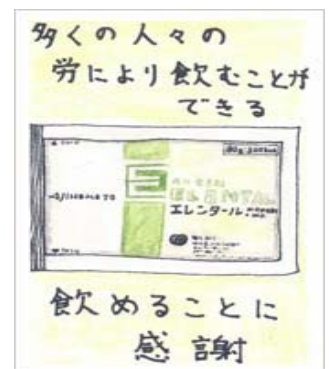 多くの人々の
労により飲むことが
できる
AJINOMOTO
ELENTAL
エレンタール
飲めることに
感謝